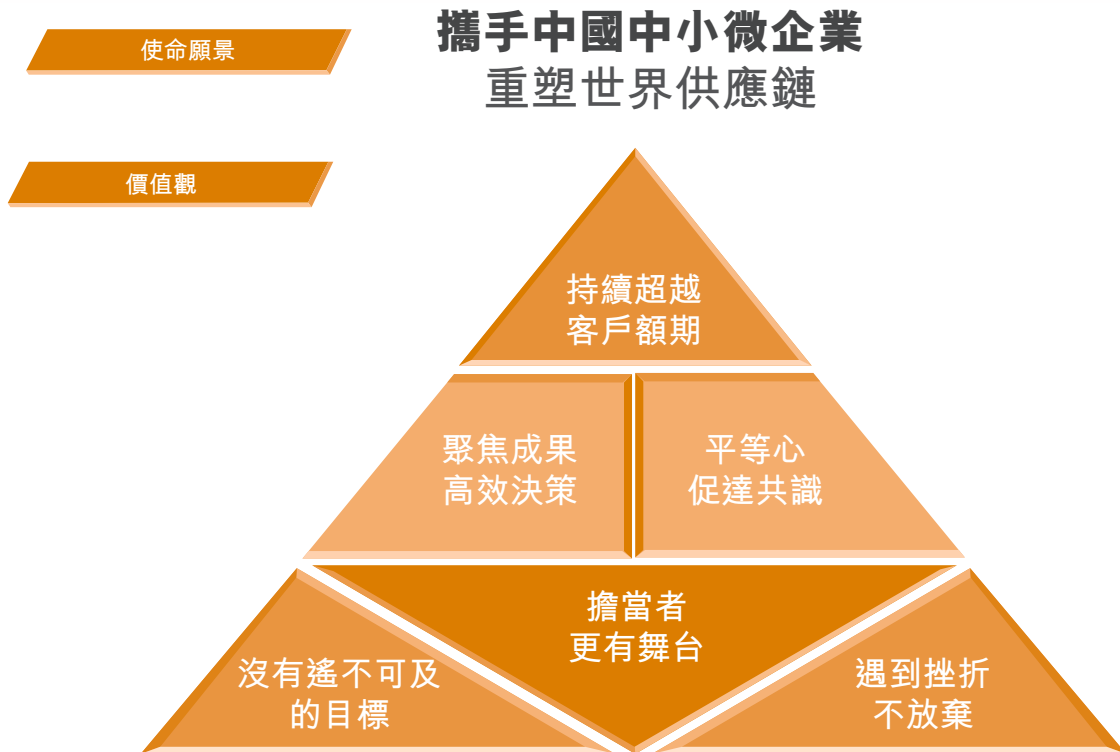 使命願景
攜手中國中小微企業
重塑世界供應鏈
價值觀
持續超越
客戶額期
聚焦成果
高效決策
平等心
促達共識
擔當者
更有舞台
沒有遙不可及
的目標
遇到挫折
不放棄